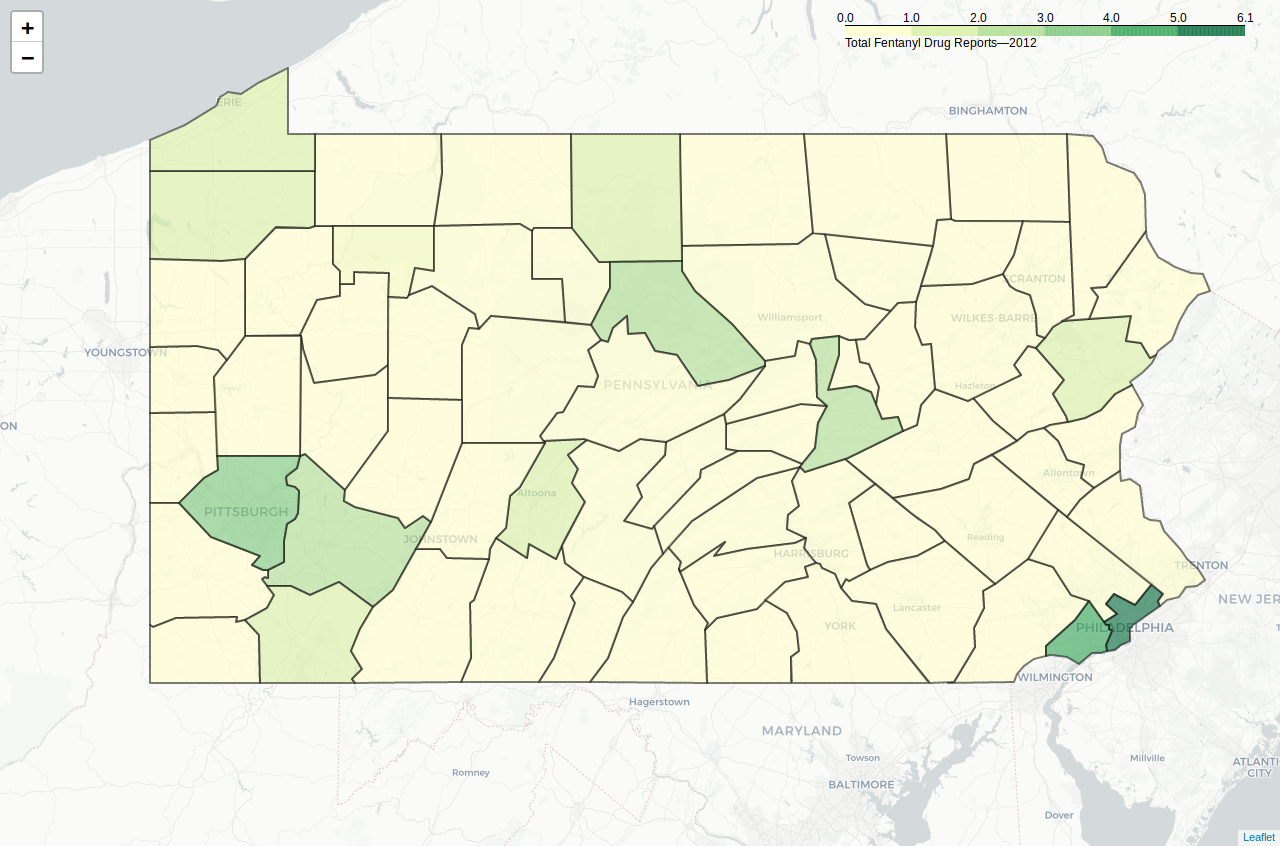 +
−
0.0 1.0 2.0 3.0 4.0 5.0 6.1
Total Fentanyl Drug Reports—2012
ERIE
BINGHAMTON
SCRANTON
Williamsport
WILKES-BARRE
YOUNGSTOWN
PENNSYLVANIA
Hazleton
ON
Altoona
Allentown
PITTSBURGH
JOHNSTOWN
Reading
HARRISBURG
TRENTON
NEW JER
Lancaster
YORK
PHILADELPHIA
WILMINGTON
Hagerstown
MARYLAND
Towson
Millville
ATLANTI
CITY
Romney
BALTIMORE
Dover
Leaflet